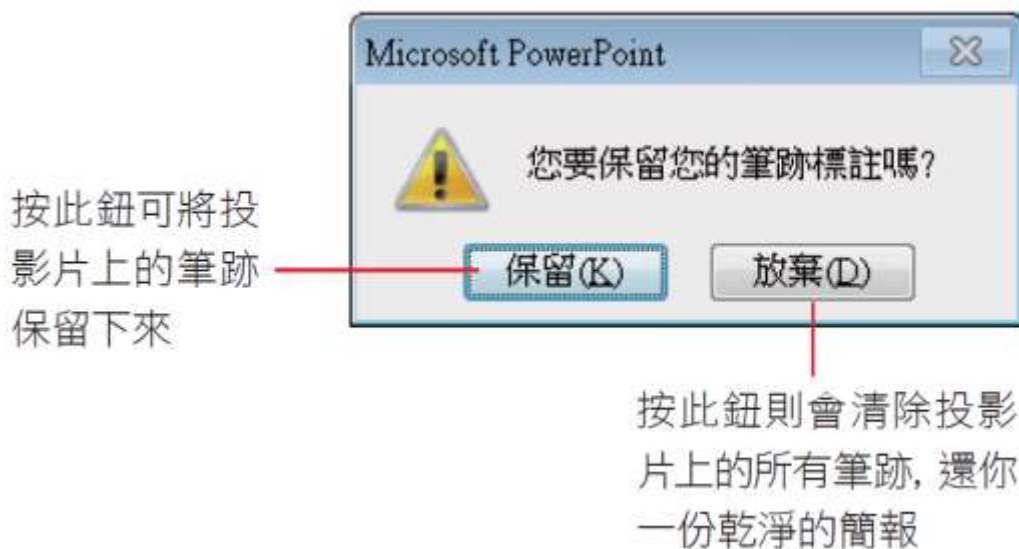 Microsoft PowerPoint
您要保留您的筆跡標註嗎?
保留(K)
放棄(D)
按此鈕可將投
影片上的筆跡
保留下來
按此鈕則會清除投影
片上的所有筆跡, 還你
一份乾淨的簡報